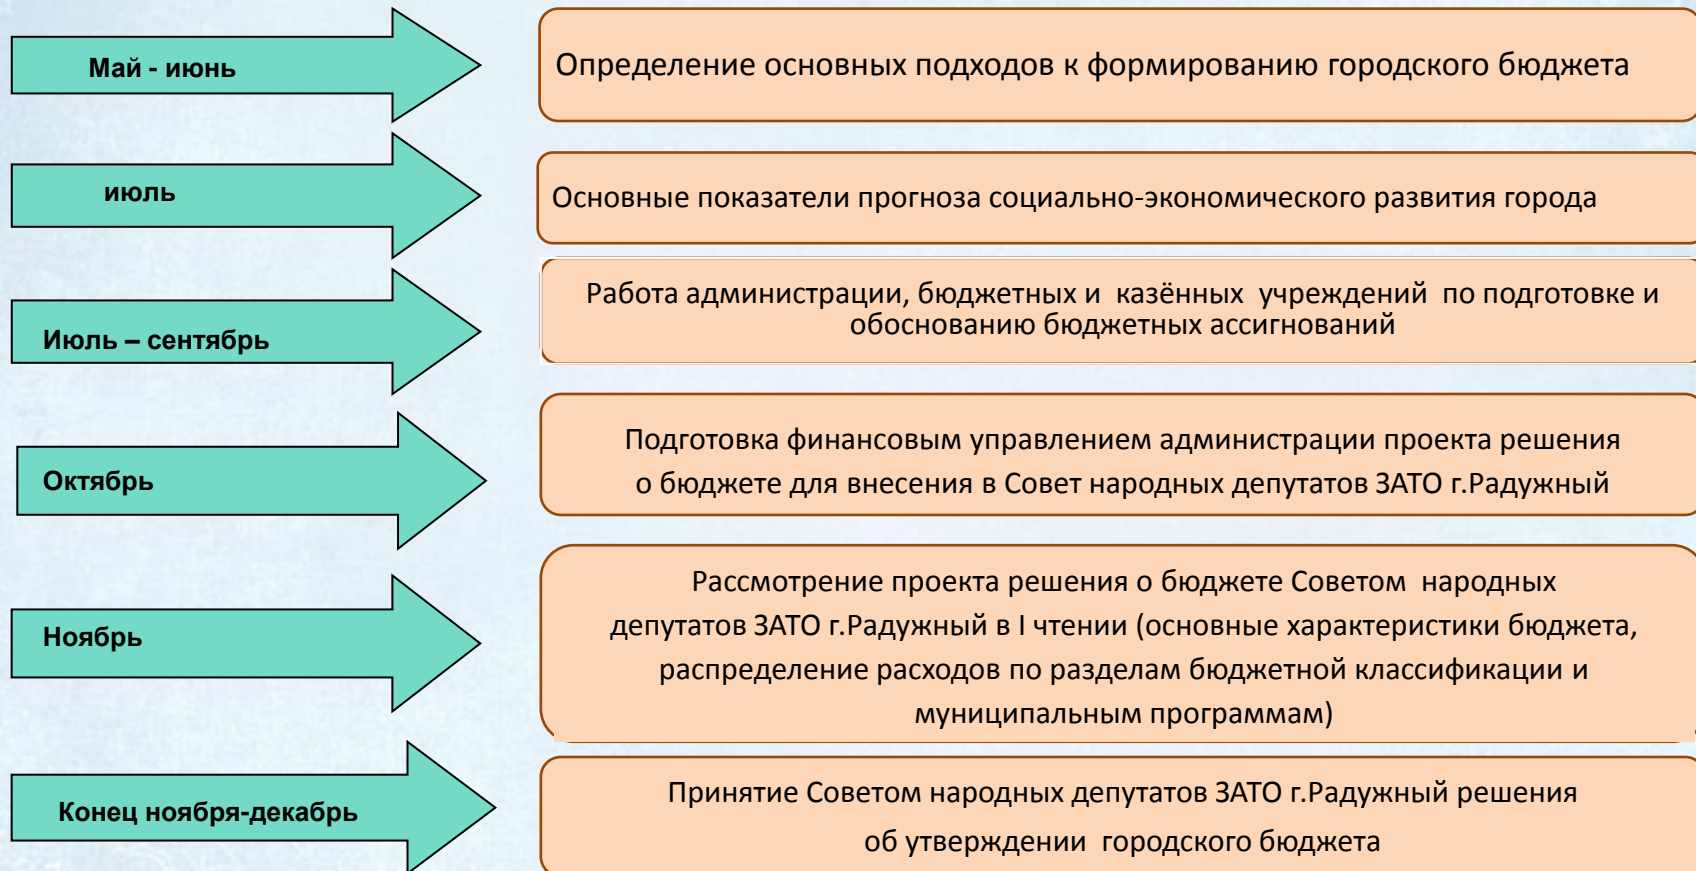 Май - июнь
Определение основных подходов к формированию городского бюджета
июль
Основные показатели прогноза социально-экономического развития города
Июль – сентябрь
Работа администрации, бюджетных и казённых учреждений по подготовке и
обоснованию бюджетных ассигнований
Октябрь
Подготовка финансовым управлением администрации проекта решения
о бюджете для внесения в Совет народных депутатов ЗАТО г.Радужный
Ноябрь
Рассмотрение проекта решения о бюджете Советом народных
депутатов ЗАТО г.Радужный в I чтении (основные характеристики бюджета,
распределение расходов по разделам бюджетной классификации и
муниципальным программам)
Конец ноября-декабрь
Принятие Советом народных депутатов ЗАТО г.Радужный решения
об утверждении городского бюджета